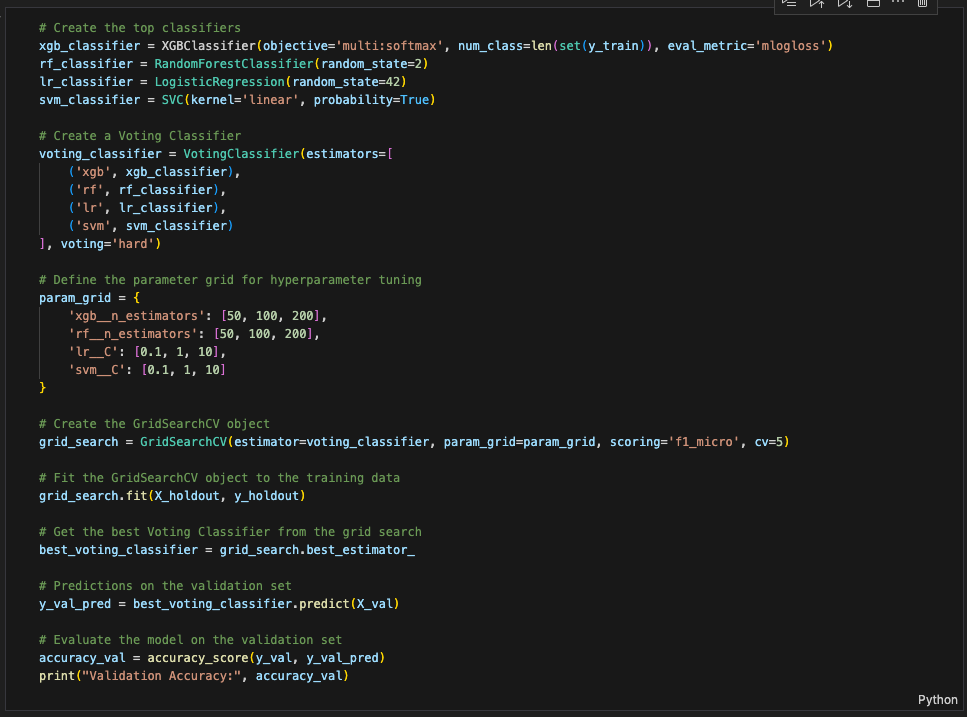 # Create the top classifiers
xgb_classifier = XGBClassifier(objective='multi:softmax', num_class=len(set(y_train)), eval_metric='mlogloss')
rf_classifier = RandomForestClassifier(random_state=2)
lr_classifier = LogisticRegression(random_state=42)
svm_classifier = SVC(kernel='linear', probability=True)

# Create a Voting Classifier
voting_classifier = VotingClassifier(estimators=[
    ('xgb', xgb_classifier),
    ('rf', rf_classifier),
    ('lr', lr_classifier),
    ('svm', svm_classifier)
], voting='hard')

# Define the parameter grid for hyperparameter tuning
param_grid = {
    'xgb__n_estimators': [50, 100, 200],
    'rf__n_estimators': [50, 100, 200],
    'lr__C': [0.1, 1, 10],
    'svm__C': [0.1, 1, 10]
}

# Create the GridSearchCV object
grid_search = GridSearchCV(estimator=voting_classifier, param_grid=param_grid, scoring='f1_micro', cv=5)

# Fit the GridSearchCV object to the training data
grid_search.fit(X_holdout, y_holdout)

# Get the best Voting Classifier from the grid search
best_voting_classifier = grid_search.best_estimator_

# Predictions on the validation set
y_val_pred = best_voting_classifier.predict(X_val)

# Evaluate the model on the validation set
accuracy_val = accuracy_score(y_val, y_val_pred)
print("Validation Accuracy:", accuracy_val)
Python